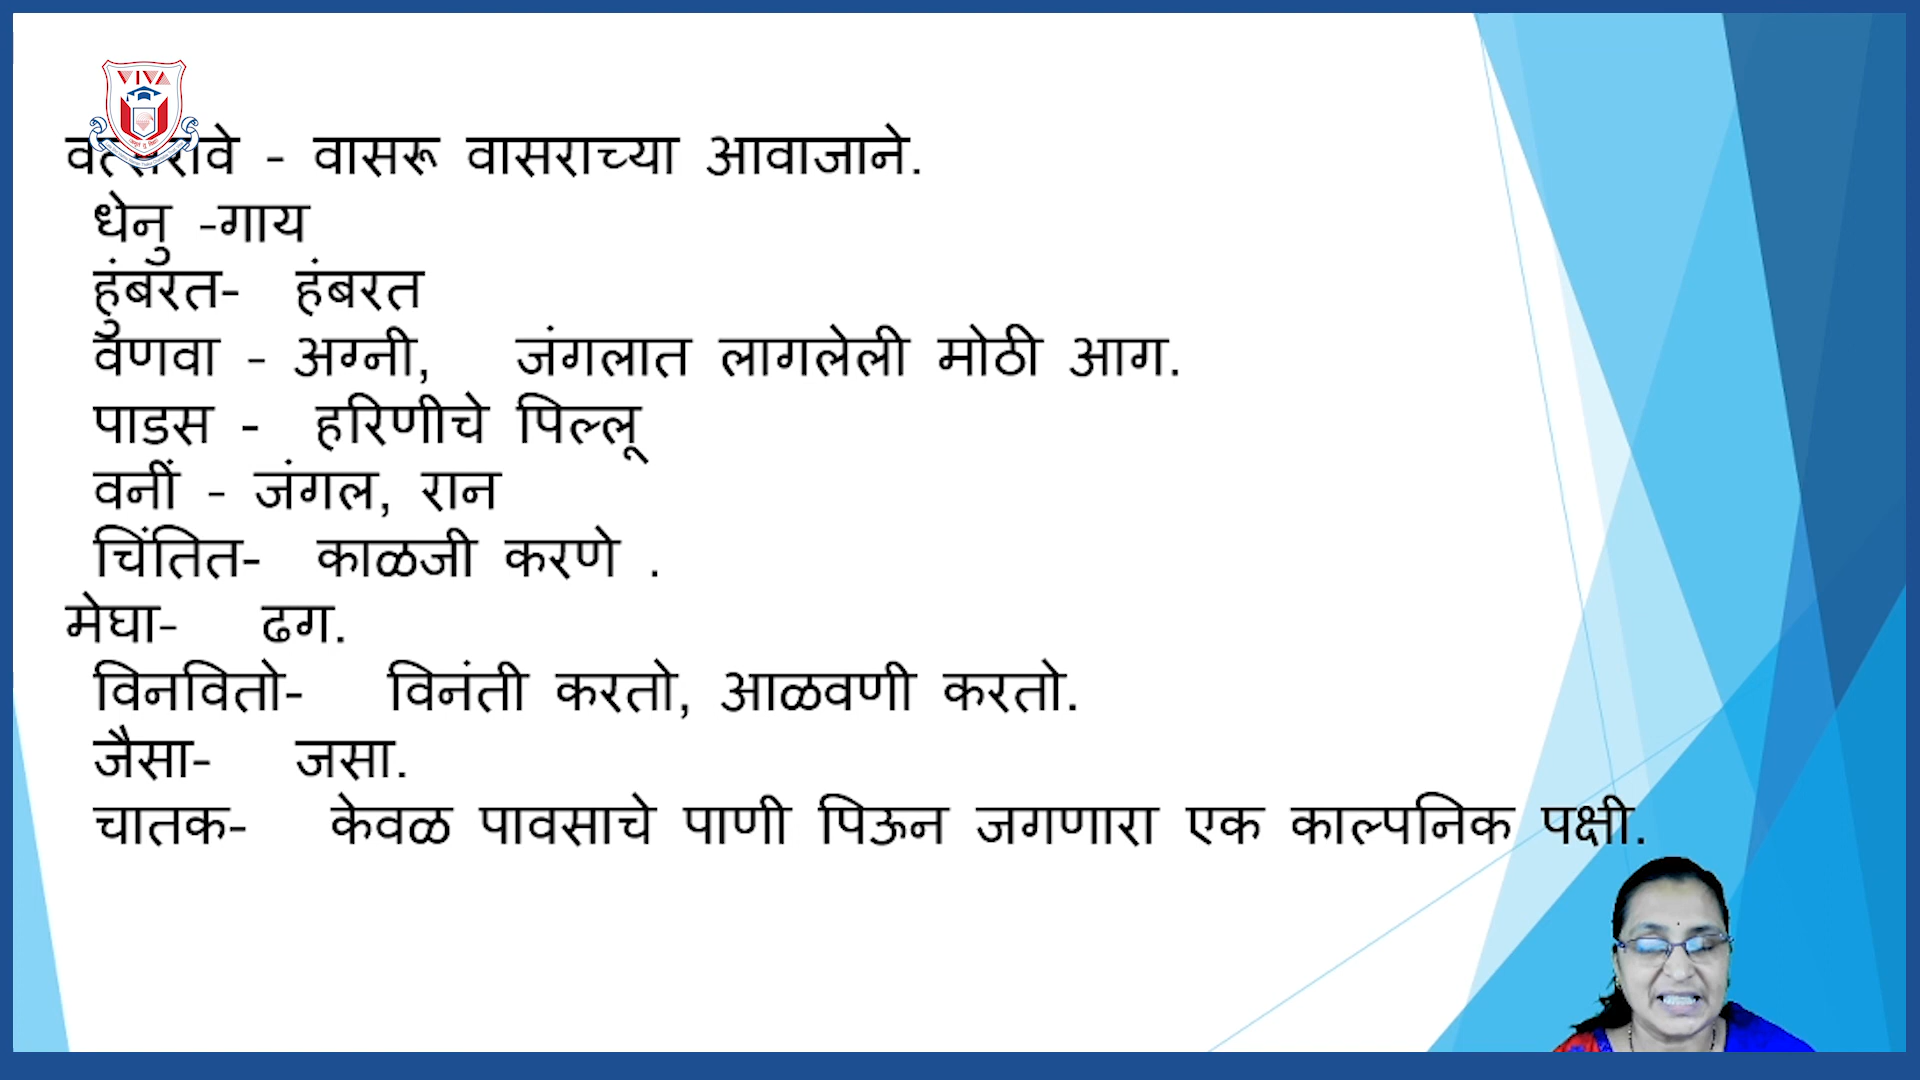 VIVA
वत्सरावे - वासरू वासराच्या आवाजाने.
धेनु -गाय
हुंबरत- हंबरत
वणवा - अग्नी, जंगलात लागलेली मोठी आग.
पाडस - हरिणीचे पिल्लू
वनीं - जंगल, रान
चिंतित- काळजी करणे .
मेघा- ढग.
विनवितो- विनंती करतो, आळवणी करतो.
जैसा- जसा.
चातक- केवळ पावसाचे पाणी पिऊन जगणारा एक काल्पनिक पक्षी.